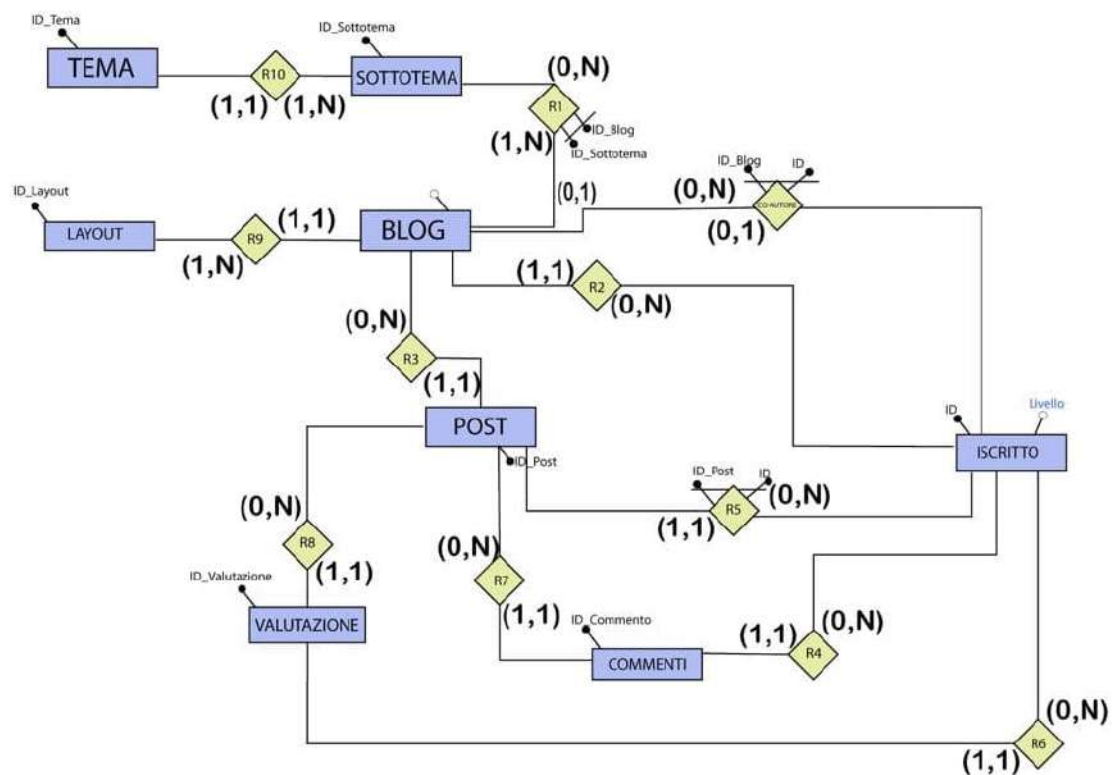 ID_Tema
ID_Sottotema
TEMA
R10
SOTTOTEMA
(0,N)
(1,1)
(1,N)
R1
ID_Blog
(1,N)
ID_Sottotema
ID_Blog
ID
(0,N)
(0,1)
CO-AUTORE
(0,1)
ID_Layout
LAYOUT
R9
(1,1)
(1,N)
BLOG
(1,1)
R2
(0,N)
(0,N)
R3
(1,1)
POST
ID_Post
ID
Livello
ISCRITTO
ID_Post
ID
(0,N)
R5
(1,1)
(0,N)
R8
(1,1)
(0,N)
R7
(1,1)
ID_Valutazione
VALUTAZIONE
ID_Commento
COMMENTI
(1,1)
(0,N)
R4
(0,N)
R6
(1,1)